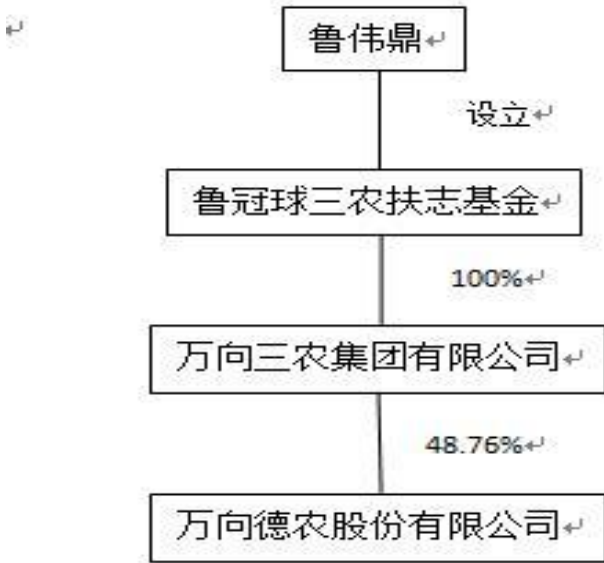 鲁伟鼎
设立
鲁冠球三农扶志基金
100%
万向三农集团有限公司
48.76%
万向德农股份有限公司